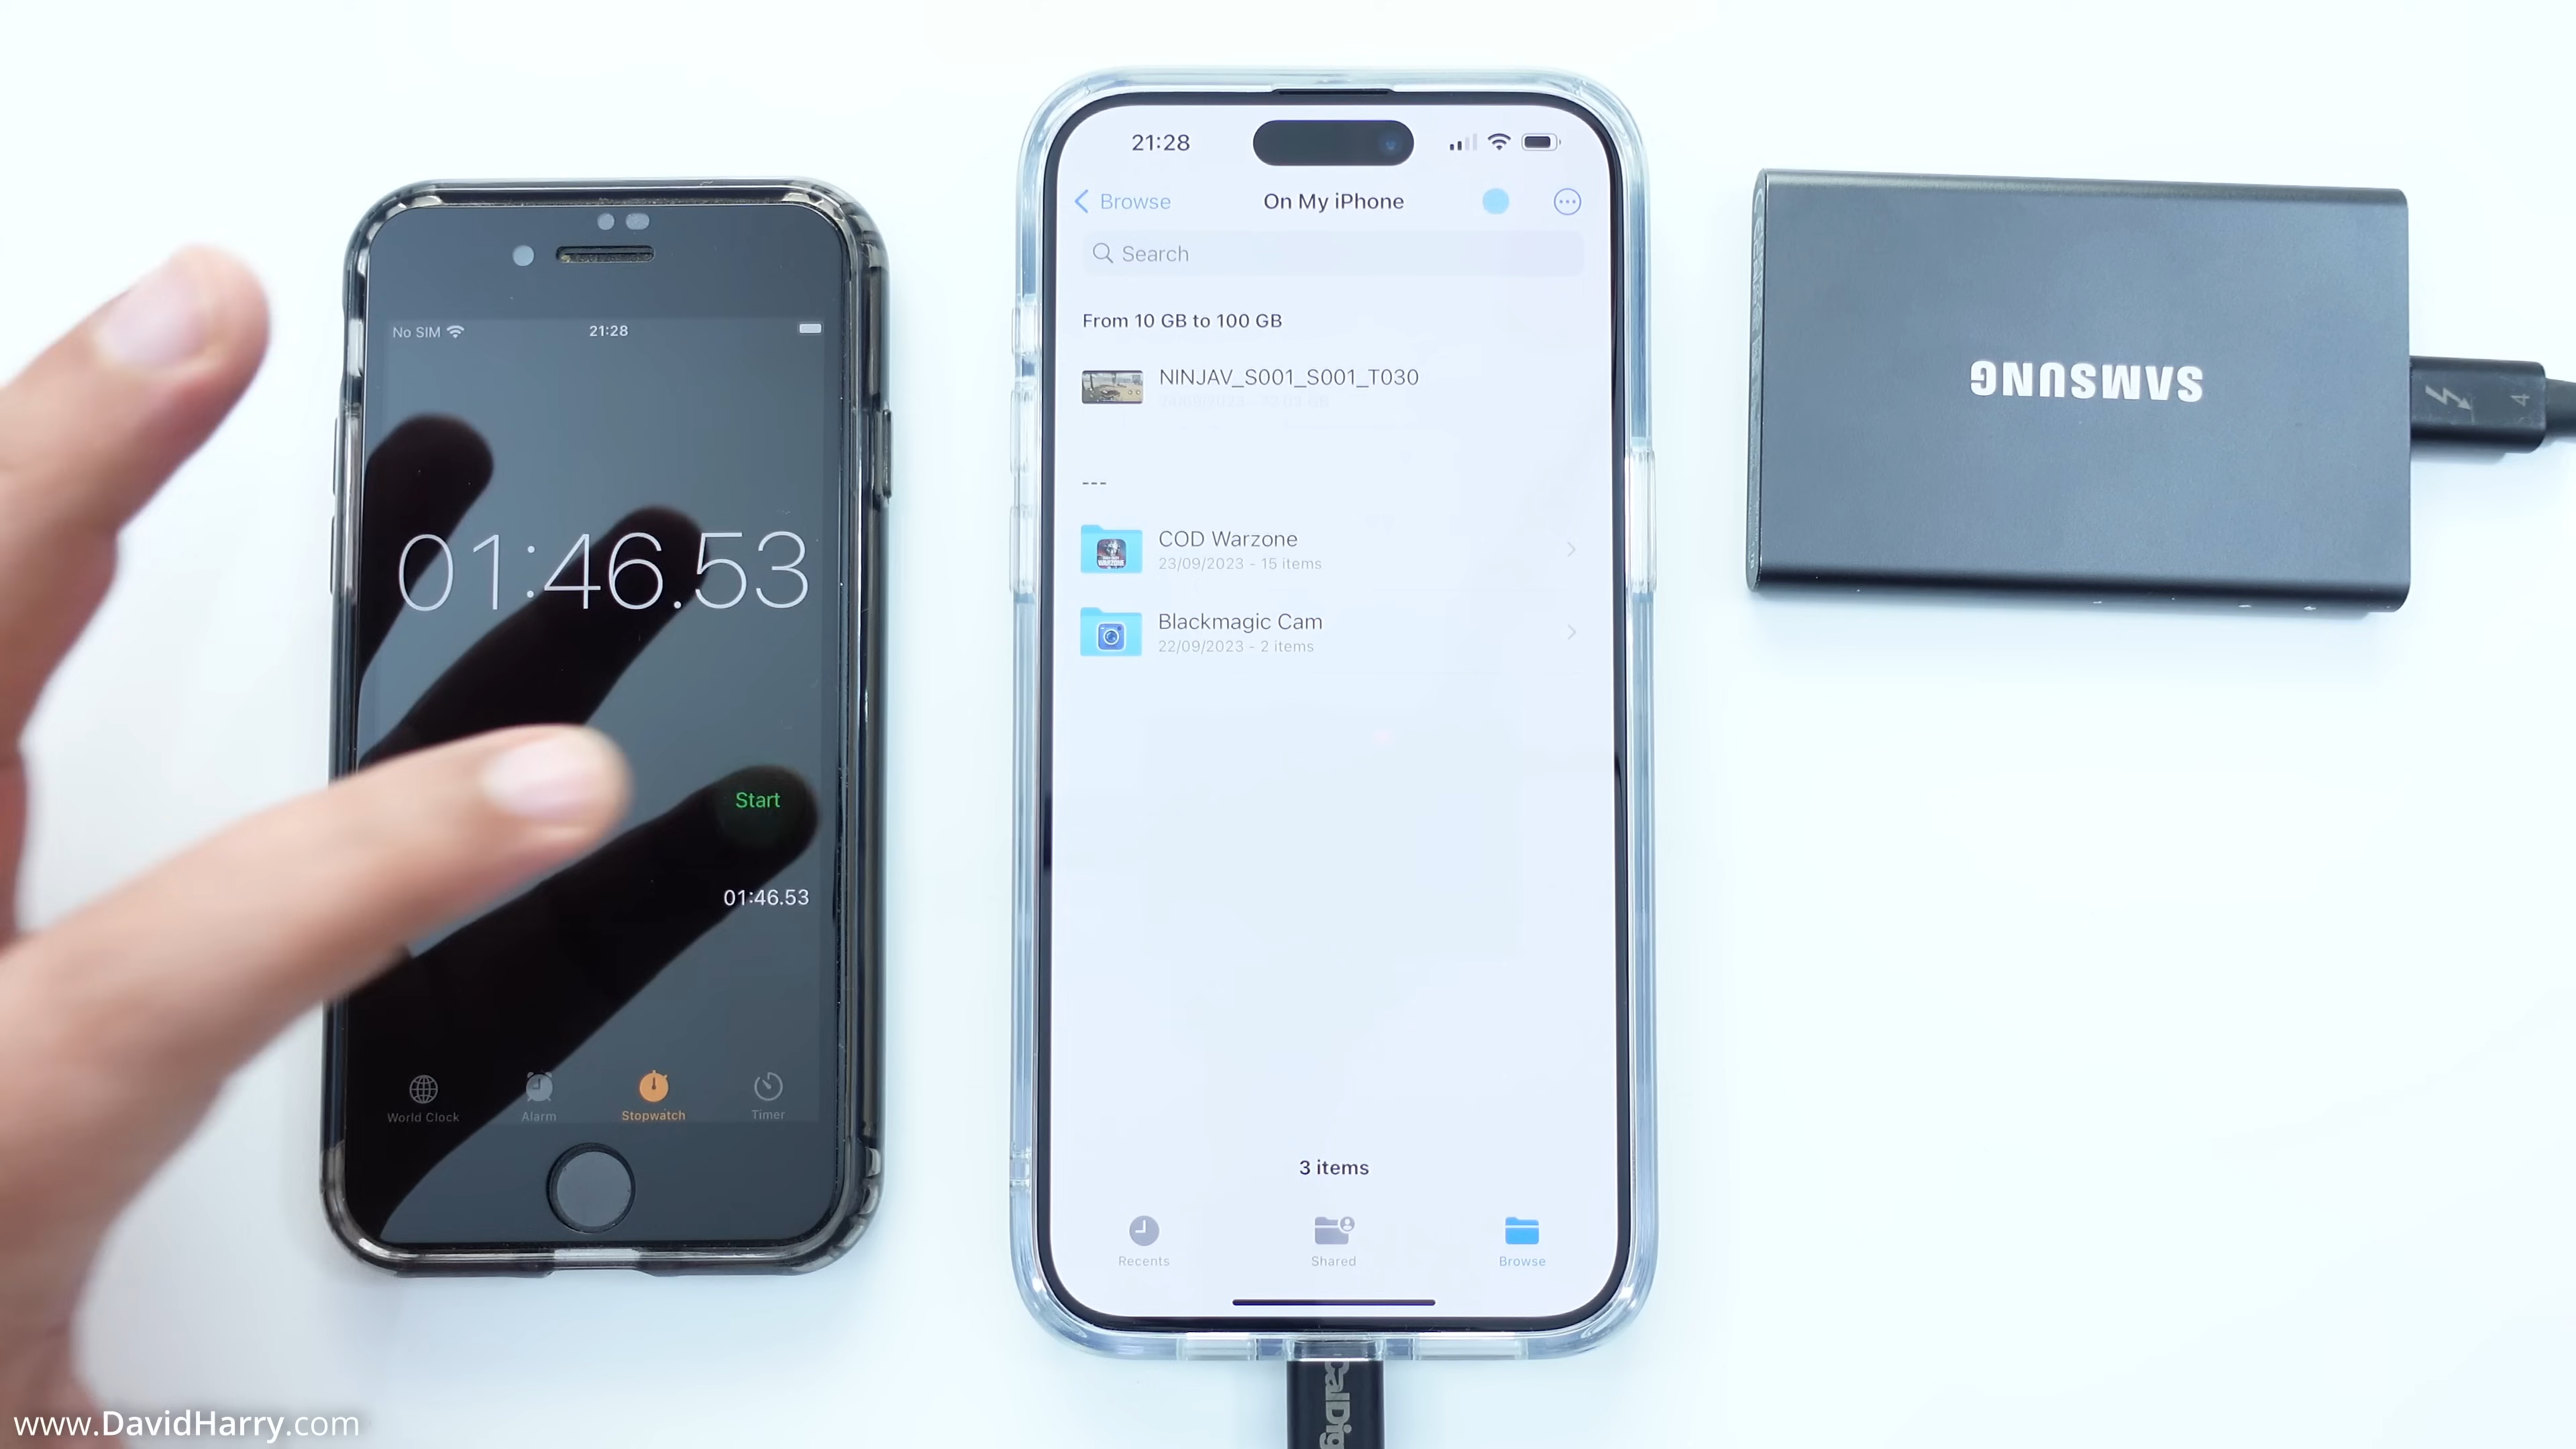 No SIM 21:28
01:46.53
Start
01:46.53
World Clock Alarm Stopwatch Timer
21:28
Browse On My iPhone
Search
From 10 GB to 100 GB
NINJAV_S001_S001_T030
---
COD Warzone
23/09/2023 - 15 items
Blackmagic Cam
22/09/2023 - 2 items
3 items
Recents Shared Browse
SAMSUNG
4
CalDig
www.DavidHarry.com